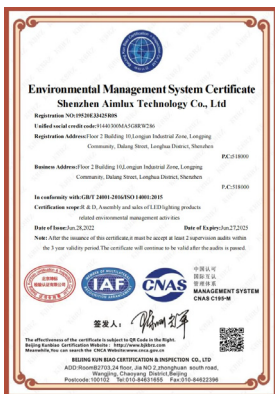 Environmental Management System Certificate
Shenzhen Aimlux Technology Co., Ltd
Registration NO:19520E33425R0S
Unified social credit code:91440300MA5G8RW286
Registration Address:Floor 2 Building 10,Longjun Industrial Zone, Longping
Community, Dalang Street, Longhua District, Shenzhen
P.C:518000
Business Address:Floor 2 Building 10,Longjun Industrial Zone, Longping
Community, Dalang Street, Longhua District, Shenzhen
P.C:518000
In conformity with:GB/T 24001-2016/ISO 14001:2015
Certification scope:R & D, Assembly and sales of LED lighting products
related environmental management activities
Date of Issue:Jun,28,2022 Date of Expiry:Jun,27,2025
Note: After the issuance of this certificate,it must be accept at least 2 supervision audits within
the 3 year validity period.The certificate will continue to be valid after the audits is passed.
IAF
CNAS
中国认可
国际互认
管理体系
MANAGEMENT SYSTEM
CNAS C195-M
签发人:
The effectiveness of the certificate is subject to QR Code in the Right.
Beijing Kunbiao Certification Website: http://www.bjkbrz.com
Meanwhile,You can search the CNCA Website:www.cnca.gov.cn
BEIJING KUN BIAO CERTIFICATION & INSPECTION CO., LTD
ADD:RoomB2703,24 floor, Jia NO 2,zhonghuan south road,
Wangjing, Chaoyang District,Beijing
Postcode:100102 Tel:010-84831655 Fax:010-84822396